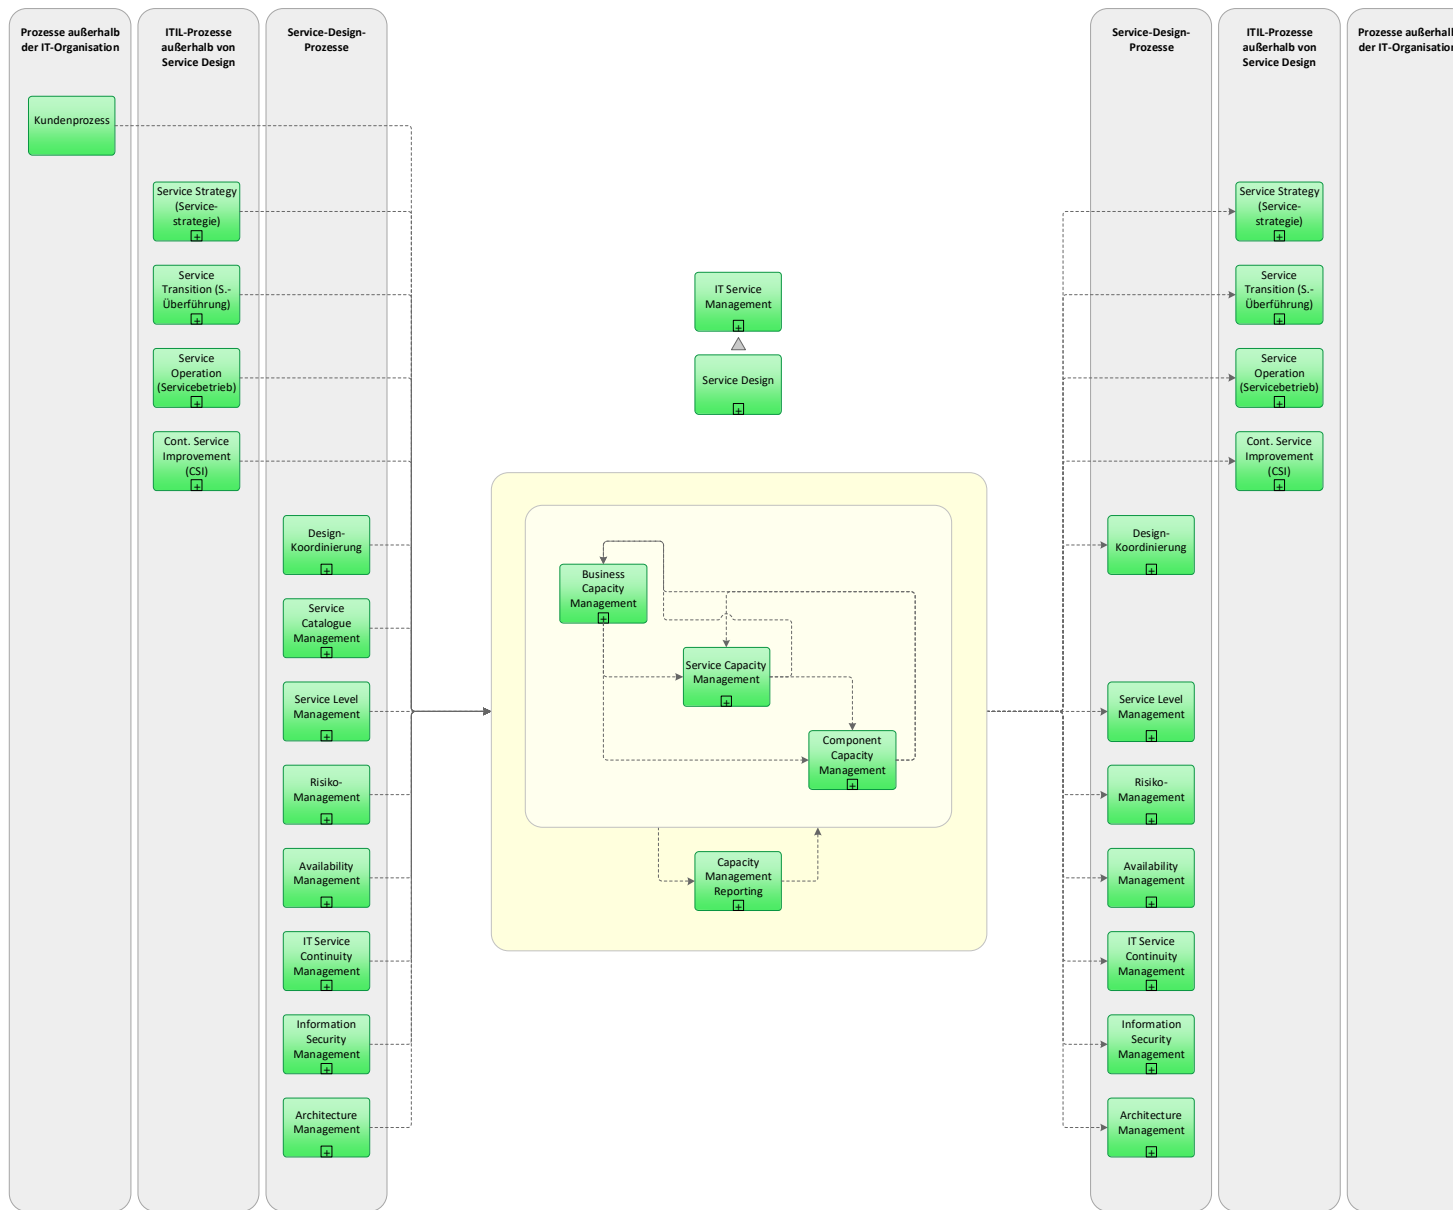 Prozesse außerhalb
der IT-Organisation
ITIL-Prozesse
außerhalb von
Service Design
Service-Design-
Prozesse
Kundenprozess
Service Strategy
(Service-
strategie)
Service
Transition (S.-
Überführung)
Service
Operation
(Servicebetrieb)
Cont. Service
Improvement
(CSI)
Design-
Koordinierung
Service
Catalogue
Management
Service Level
Management
Risiko-
Management
Availability
Management
IT Service
Continuity
Management
Information
Security
Management
Architecture
Management
IT Service
Management
Service Design
Business
Capacity
Management
Service Capacity
Management
Component
Capacity
Management
Capacity
Management
Reporting
Service-Design-
Prozesse
ITIL-Prozesse
außerhalb von
Service Design
Prozesse außerhalb
der IT-Organisation
Service Strategy
(Service-
strategie)
Service
Transition (S.-
Überführung)
Service
Operation
(Servicebetrieb)
Cont. Service
Improvement
(CSI)
Design-
Koordinierung
Service Level
Management
Risiko-
Management
Availability
Management
IT Service
Continuity
Management
Information
Security
Management
Architecture
Management